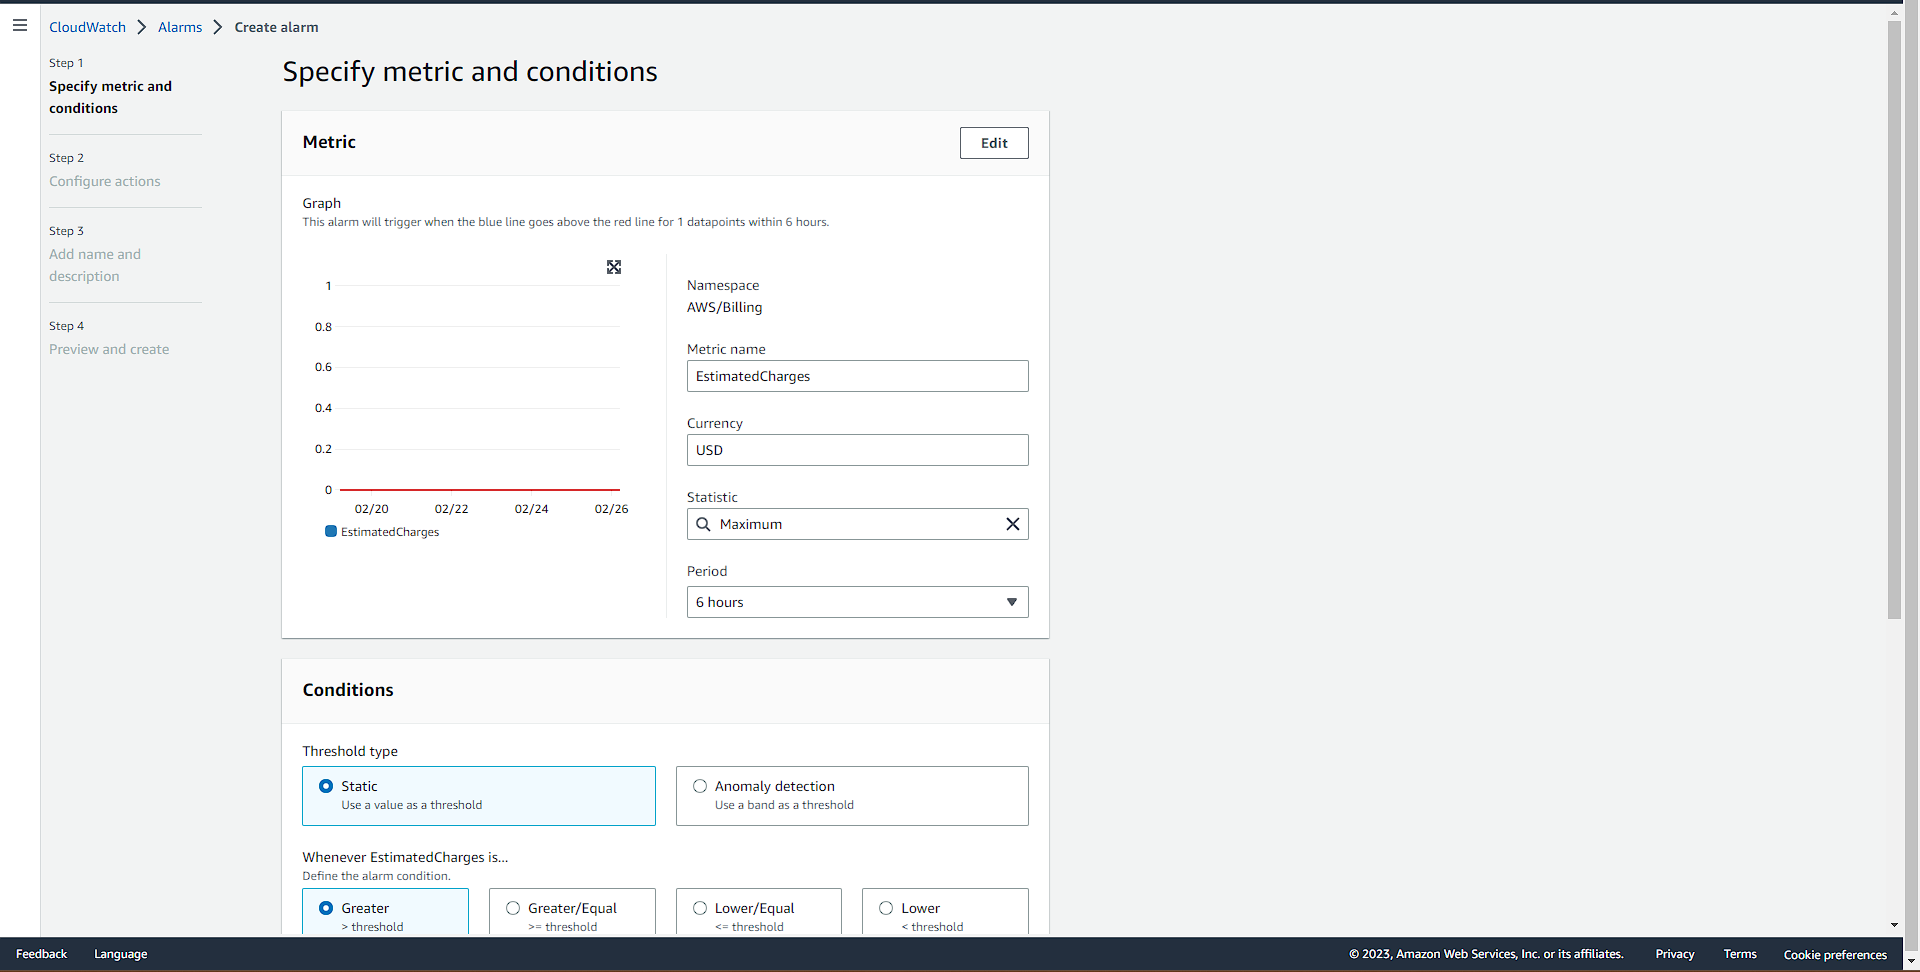 CloudWatch > Alarms > Create alarm
Step 1
Specify metric and
conditions
Step 2
Configure actions
Step 3
Add name and
description
Step 4
Preview and create
Specify metric and conditions
Metric
Edit
Graph
This alarm will trigger when the blue line goes above the red line for 1 datapoints within 6 hours.
1
0.8
0.6
0.4
0.2
0
02/20 02/22 02/24 02/26
EstimatedCharges
Namespace
AWS/Billing
Metric name
EstimatedCharges
Currency
USD
Statistic
Maximum
Period
6 hours
Conditions
Threshold type
Static
Use a value as a threshold
Anomaly detection
Use a band as a threshold
Whenever EstimatedCharges is...
Define the alarm condition.
Greater
> threshold
Greater/Equal
>= threshold
Lower/Equal
<= threshold
Lower
< threshold
Feedback Language © 2023, Amazon Web Services, Inc. or its affiliates. Privacy Terms Cookie preferences